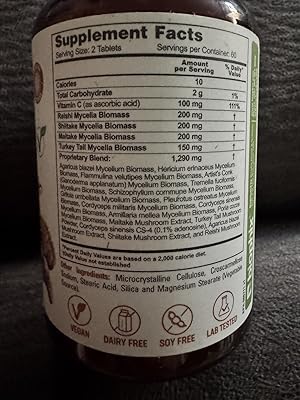 Supplement Facts
Serving Size: 2 Tablets Servings per Container: 60
Amount per Serving % Daily* Value
Calories 10
Total Carbohydrate 2 g 1%
Vitamin C (as ascorbic acid) 100 mg 111%
Reishi Mycelia Biomass 200 mg †
Shiitake Mycelia Biomass 200 mg †
Maitake Mycelia Biomass 200 mg †
Turkey Tail Mycelia Biomass 150 mg †
Proprietary Blend: 1,290 mg †
Agaricus blazei Mycelium Biomass, Hericium erinaceus Mycelium
Biomass, Flammulina velutipes Mycelium Biomass, Artist's Conk
(Ganoderma applanatum) Mycelium Biomass, Tremella fuciformis
Mycelium Biomass, Schizophyllum commune Mycelium Biomass,
umbellata Mycelium Biomass, Pleurotus ostreatus Mycelium
Biomass, Cordyceps militaris Mycelium Biomass, Cordyceps sinensis
Mycelium Biomass, Armillaria mellea Mycelium Biomass, Poria cocos
Mycelium Biomass, Maitake Mushroom Extract, Turkey Tail Mushroom
Powder, Cordyceps sinensis CS-4 (0.1% adenosine), Agaricus blazei
Mushroom Extract, Shiitake Mushroom Extract, and Reishi Mushroom
Extract.
*Percent Daily Values are based on a 2,000 calorie diet.
†Daily Value not established
Other Ingredients: Microcrystalline Cellulose, Croscarmellose
Sodium, Stearic Acid, Silica and Magnesium Stearate (Vegetable
Source).
VEGAN
DAIRY FREE
SOY FREE
LAB TESTED